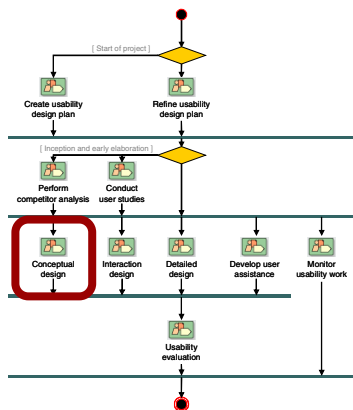 [ Start of project ]
Create usability
design plan
Refine usability
design plan
[ Inception and early elaboration ]
Perform
competitor analysis
Conduct
user studies
Conceptual
design
Interaction
design
Detailed
design
Develop user
assistance
Monitor
usability work
Usability
evaluation